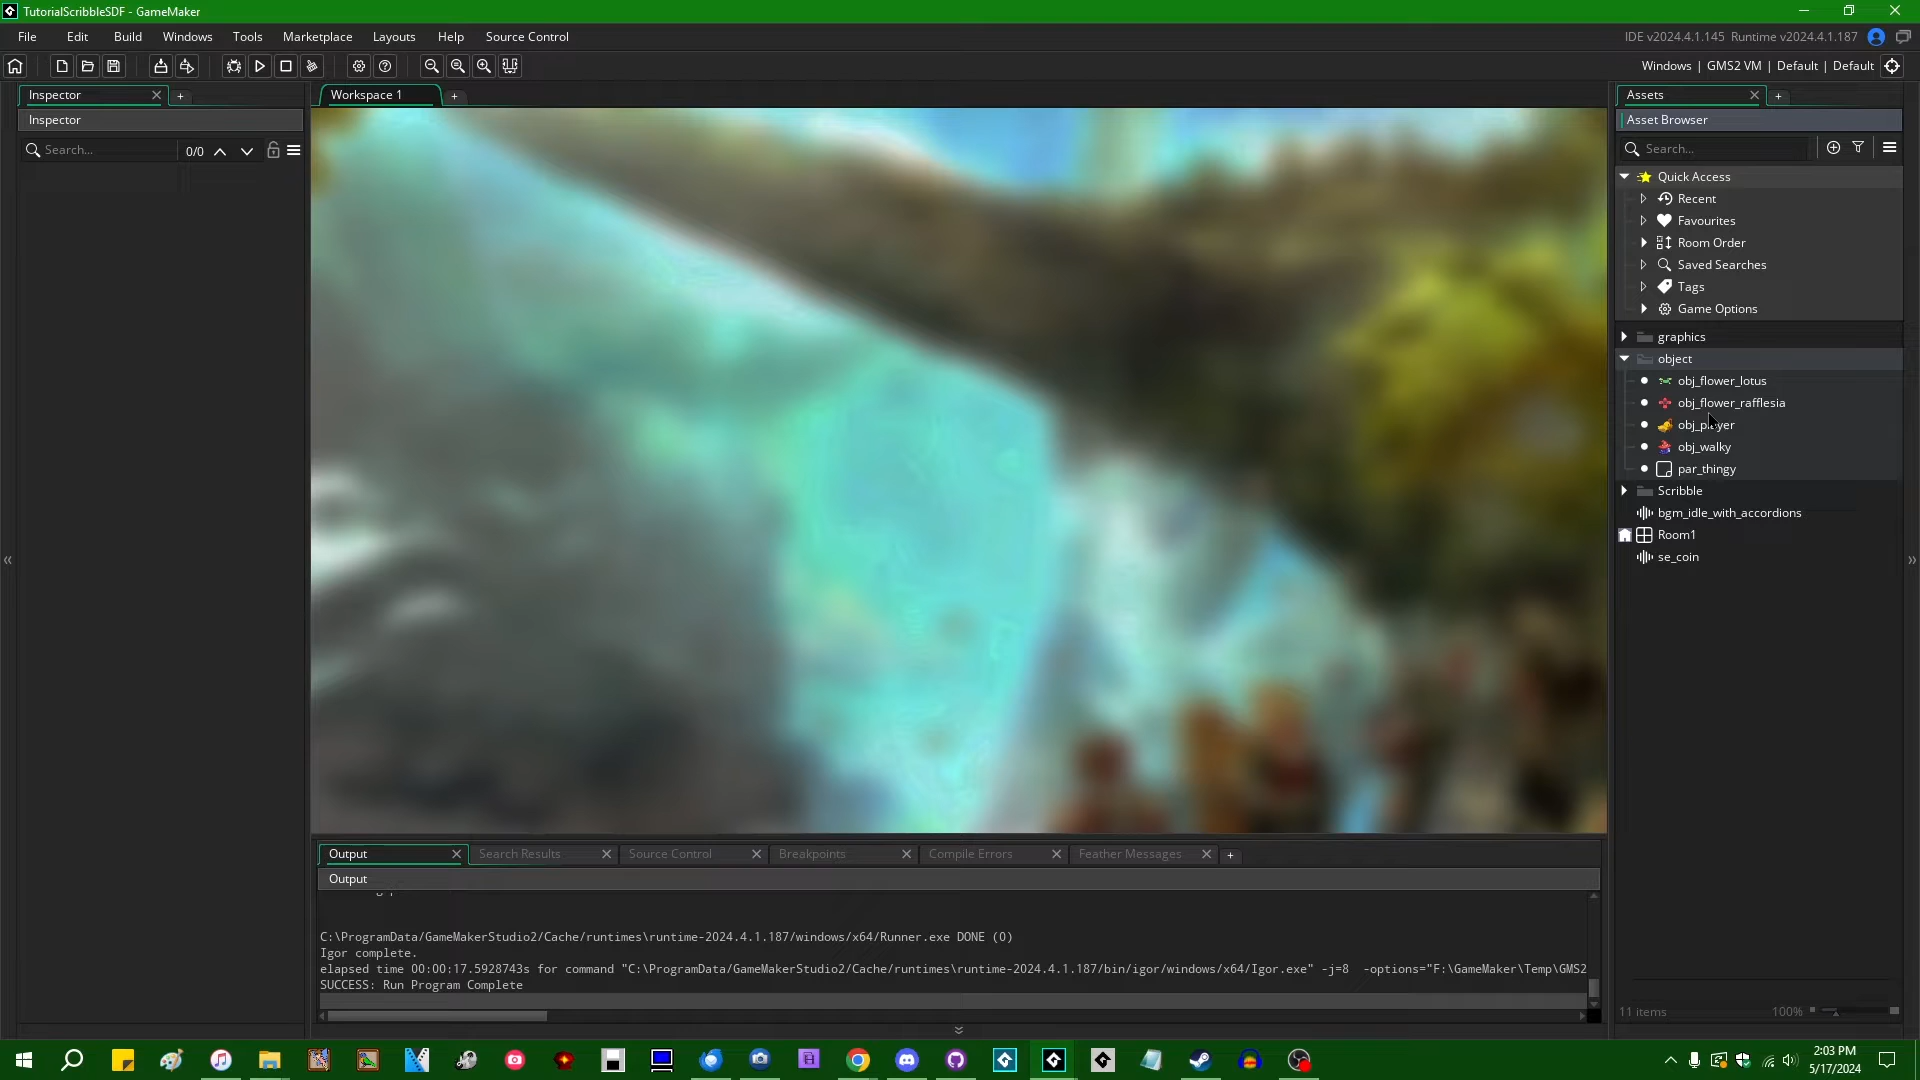 TutorialScribbleSDF - GameMaker
File Edit Build Windows Tools Marketplace Layouts Help Source Control
IDE v2024.4.1.145 Runtime v2024.4.1.187
Windows | GMS2 VM | Default | Default
Inspector
Workspace 1
Assets
Inspector
Asset Browser
Search...
0/0
Search...
Quick Access
Recent
Favourites
Room Order
Saved Searches
Tags
Game Options
graphics
object
obj_flower_lotus
obj_flower_rafflesia
obj_player
obj_walky
par_thingy
Scribble
bgm_idle_with_accordions
Room1
se_coin
Output
Search Results
Source Control
Breakpoints
Compile Errors
Feather Messages
Output
C:\ProgramData/GameMakerStudio2/Cache/runtimes\runtime-2024.4.1.187/windows/x64/Runner.exe DONE (0)
Igor complete.
elapsed time 00:00:17.5928743s for command "C:\ProgramData/GameMakerStudio2/Cache/runtimes\runtime-2024.4.1.187/bin/igor/windows/x64/Igor.exe" -j=8 -options="F:\GameMaker\Temp\GMS2
SUCCESS: Run Program Complete
11 items
100%
2:03 PM
5/17/2024